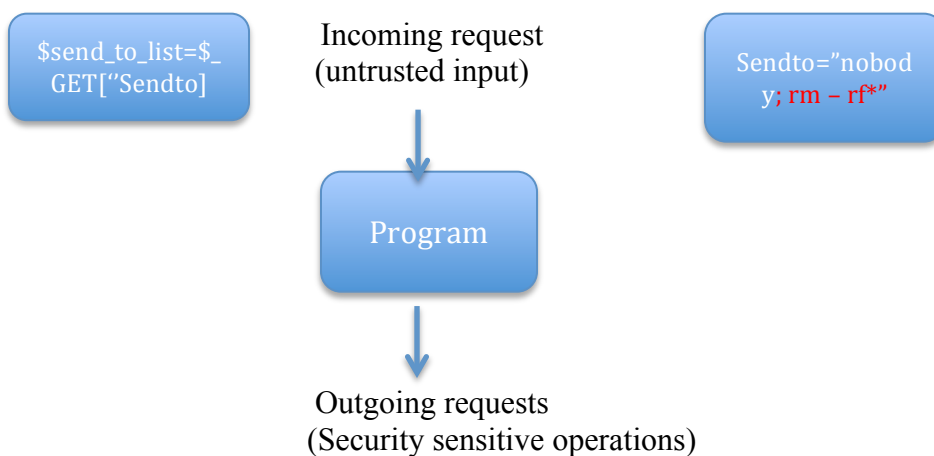 $send_to_list=$_
GET[‘’Sendto]
Incoming request
(untrusted input)
Sendto=”nobod
y; rm – rf*”
Program
Outgoing requests
(Security sensitive operations)